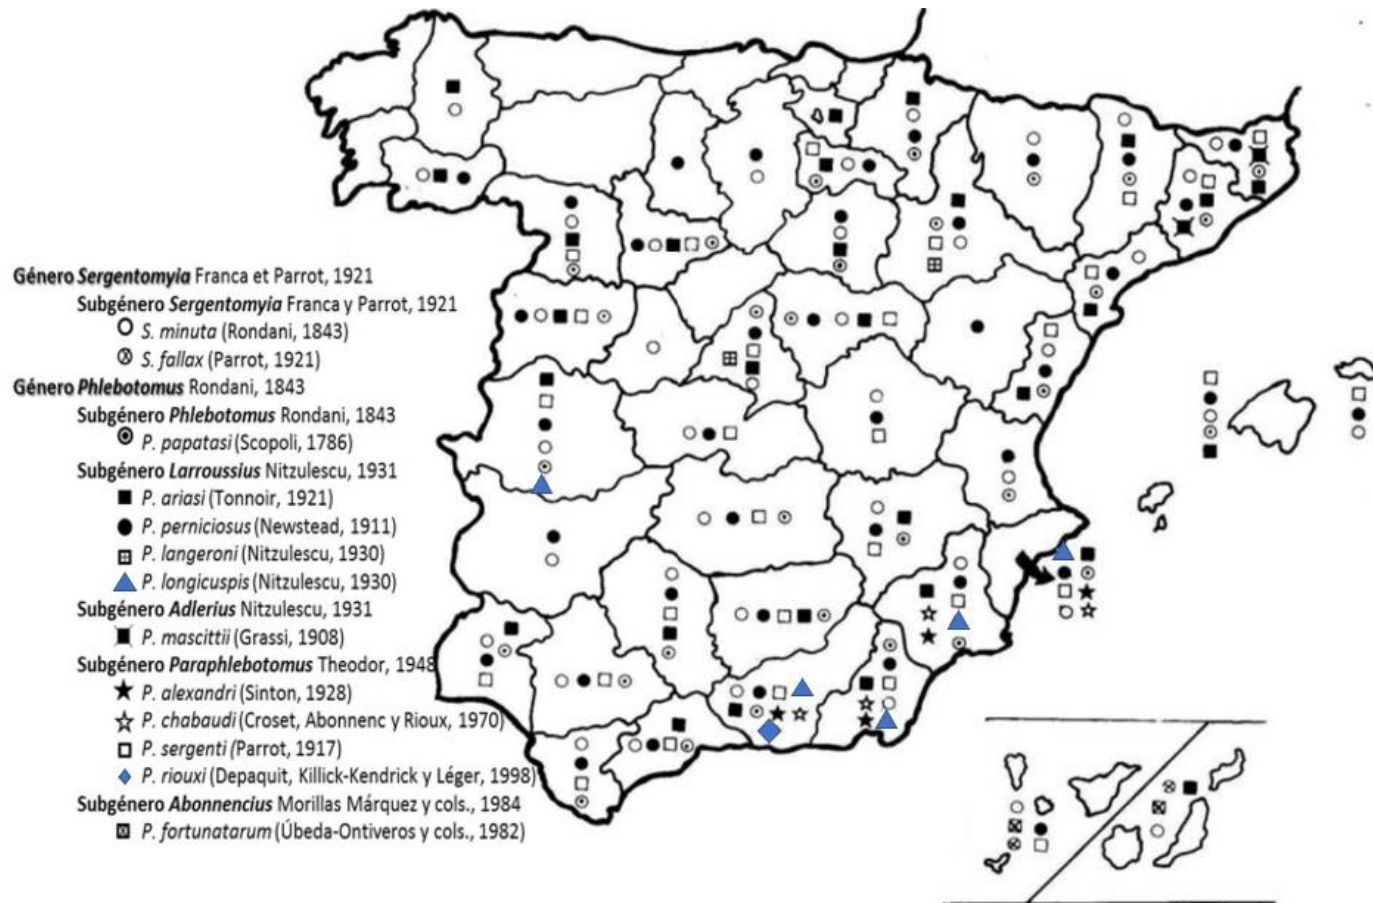 Género Sergentomyia Franca et Parrot, 1921
Subgénero Sergentomyia Franca y Parrot, 1921
S. minuta (Rondani, 1843)
S. fallax (Parrot, 1921)
Género Phlebotomus Rondani, 1843
Subgénero Phlebotomus Rondani, 1843
P. papatasi (Scopoli, 1786)
Subgénero Larroussius Nitzulescu, 1931
P. ariasi (Tonnoir, 1921)
P. perniciosus (Newstead, 1911)
P. langeroni (Nitzulescu, 1930)
P. longicuspis (Nitzulescu, 1930)
Subgénero Adlerius Nitzulescu, 1931
P. mascittii (Grassi, 1908)
Subgénero Paraphlebotomus Theodor, 1948
P. alexandri (Sinton, 1928)
P. chabaudi (Croset, Abonnenc y Rioux, 1970)
P. sergenti (Parrot, 1917)
P. riouxi (Depaquit, Killick-Kendrick y Léger, 1998)
Subgénero Abonnencius Morillas Márquez y cols., 1984
P. fortunatarum (Úbeda-Ontiveros y cols., 1982)